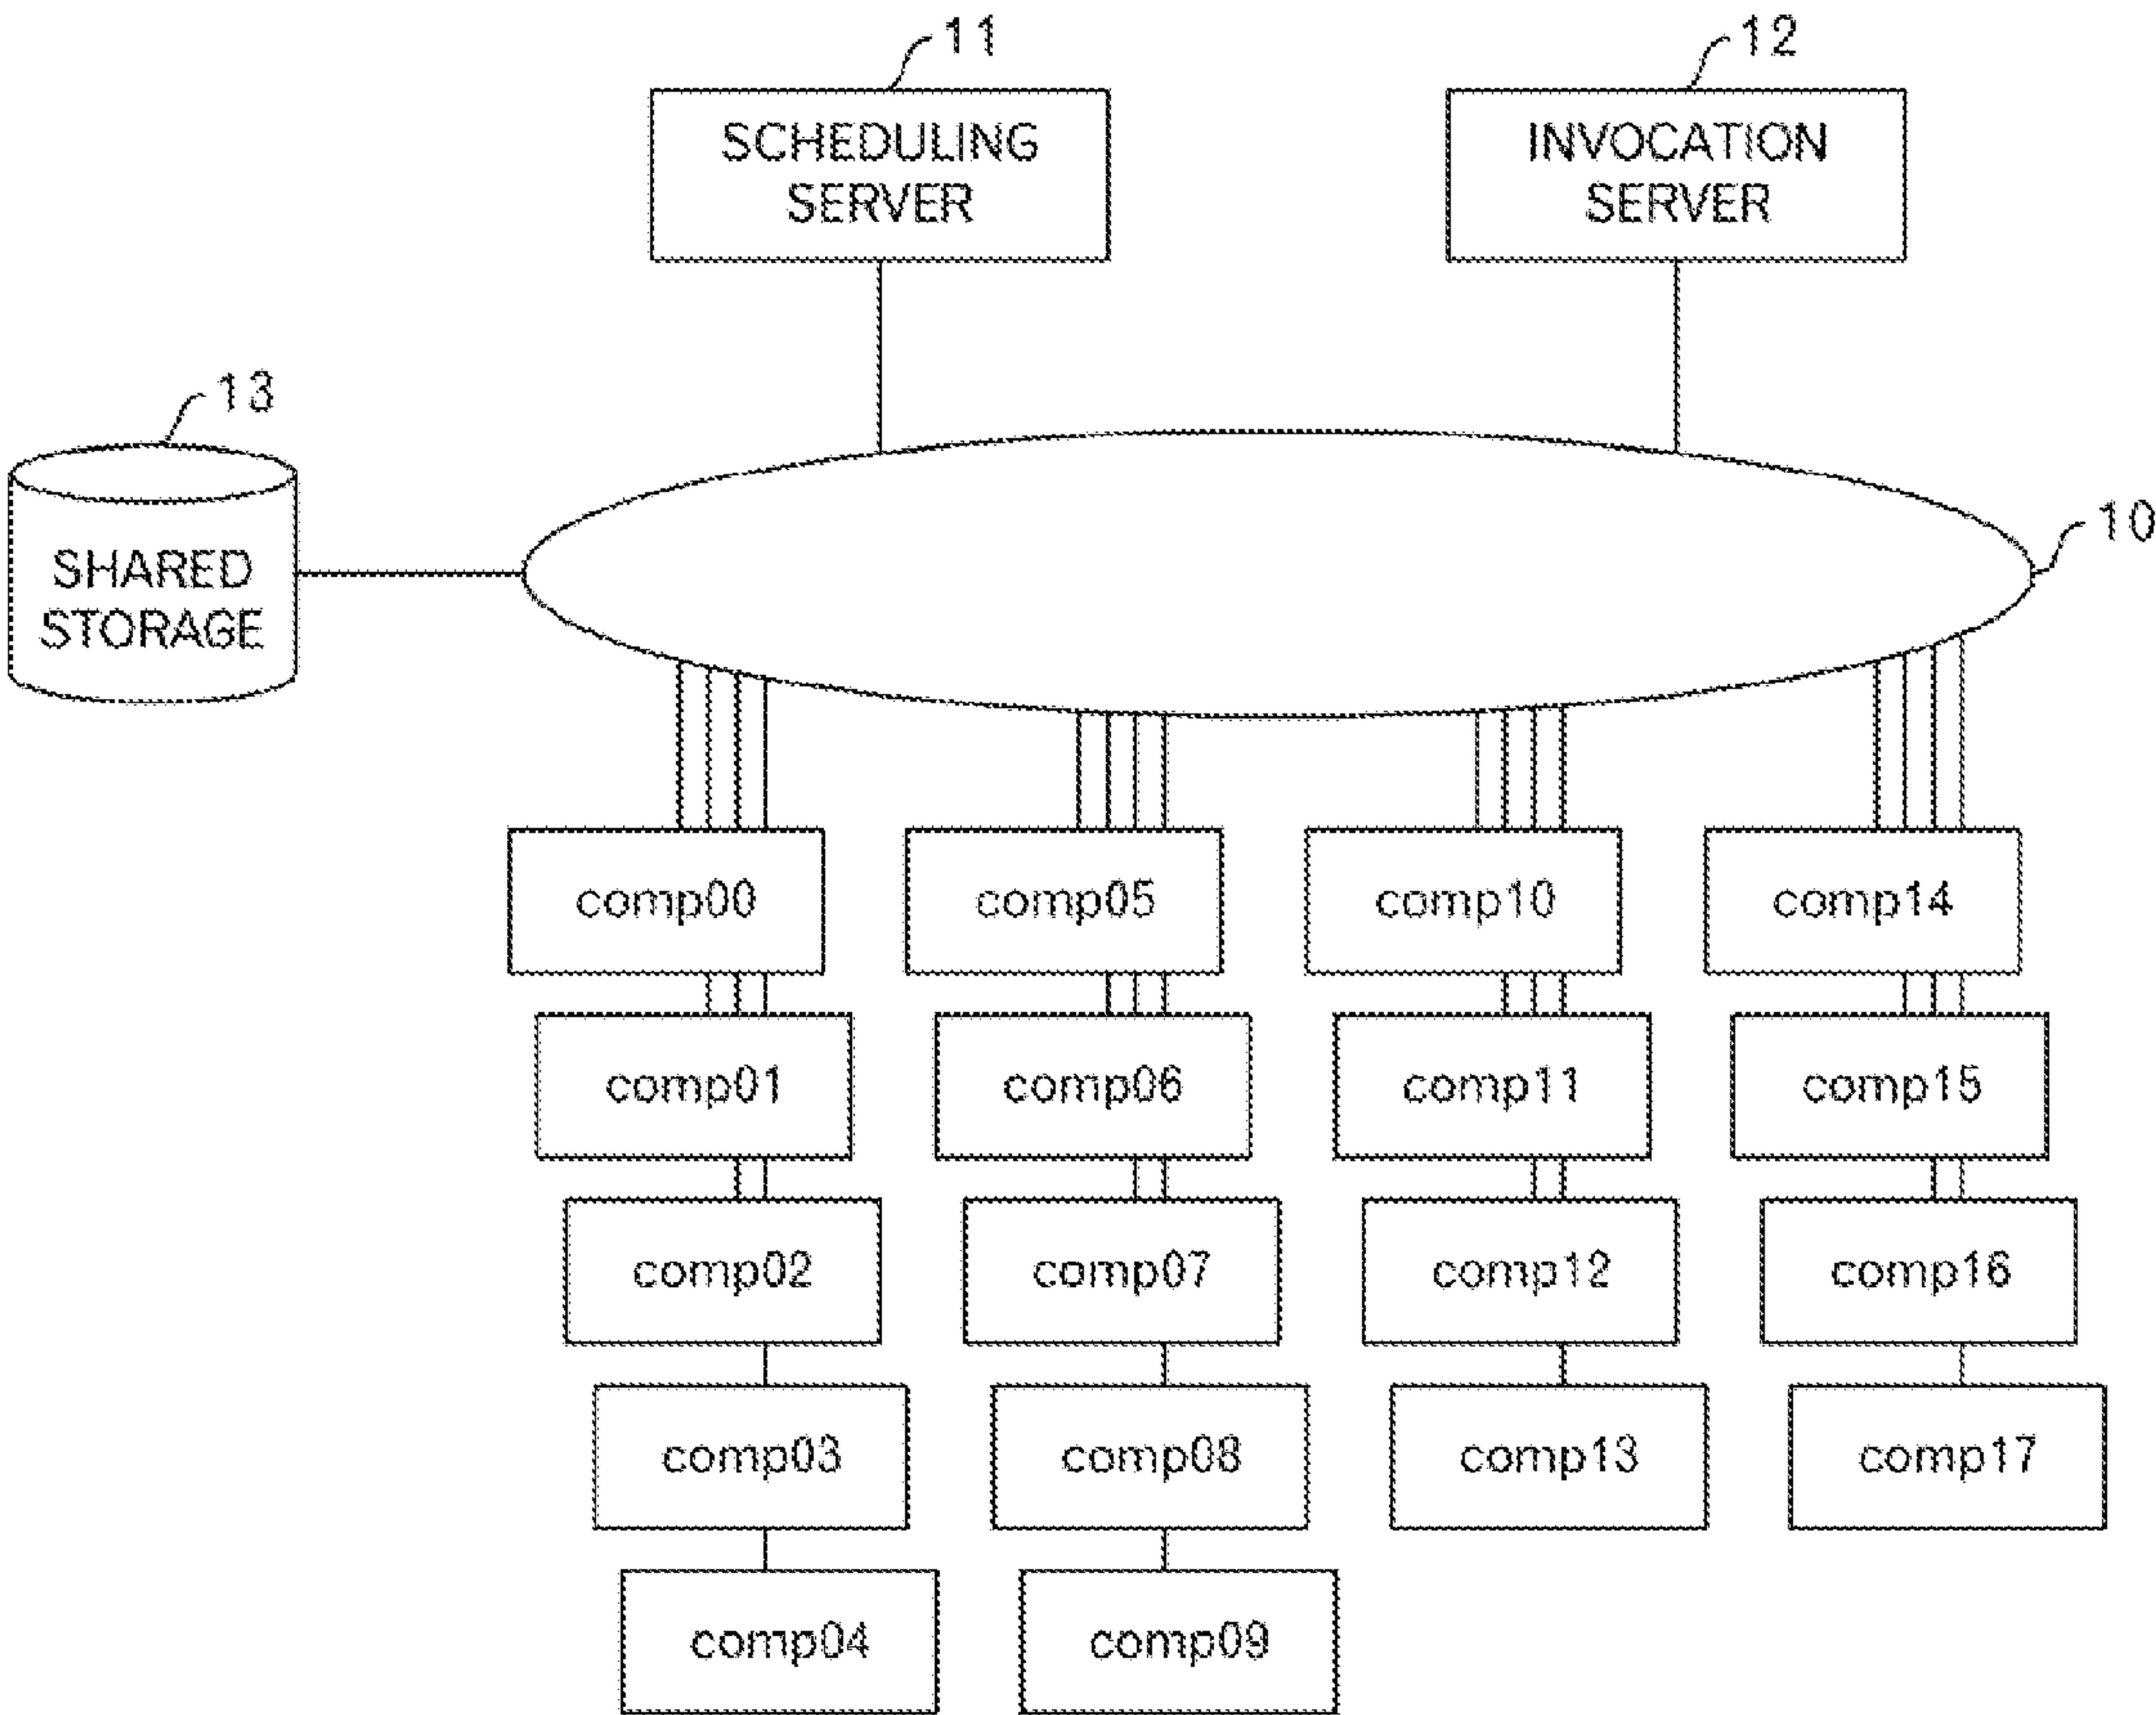 11
12
SCHEDULING
SERVER
INVOCATION
SERVER
13
10
SHARED
STORAGE
comp00
comp05
comp10
comp14
comp01
comp06
comp11
comp15
comp02
comp07
comp12
comp16
comp03
comp08
comp13
comp17
comp04
comp09